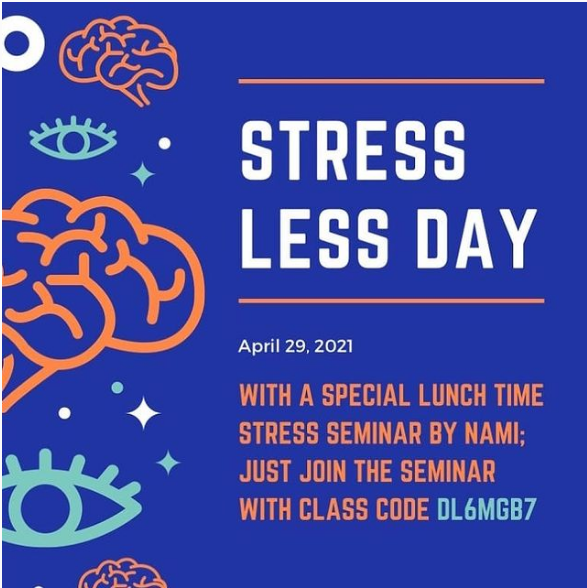 STRESS
LESS DAY
April 29, 2021
WITH A SPECIAL LUNCH TIME
STRESS SEMINAR BY NAMI;
JUST JOIN THE SEMINAR
WITH CLASS CODE DL6MGB7